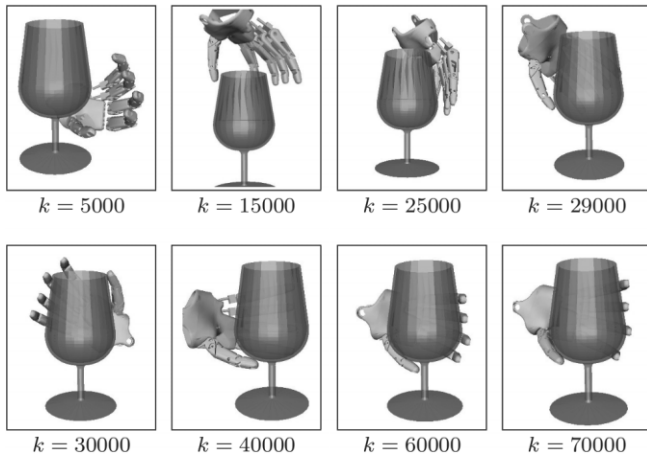 k = 5000
k = 15000
k = 25000
k = 29000
k = 30000
k = 40000
k = 60000
k = 70000